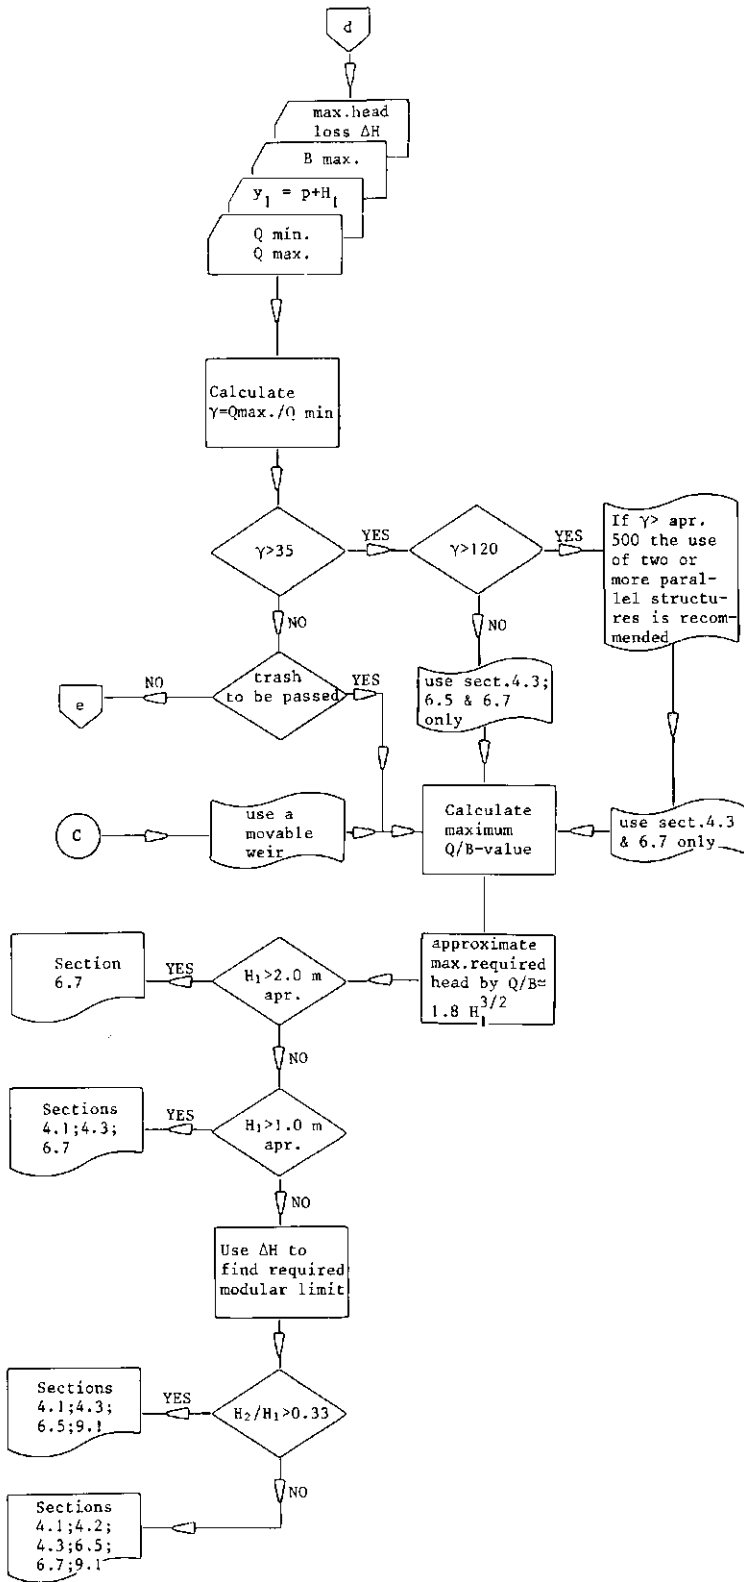 d
max.head
loss ΔH
B max.
y1 = p+H1
Q min.
Q max.
Calculate
γ=Qmax./Q min
γ>35
YES
γ>120
YES
If γ> apr.
500 the use
of two or
more paral-
lel structu-
res is recom-
mended
NO
NO
trash
to be passed
NO
YES
e
use sect.4.3;
6.5 & 6.7
only
C
use a
movable
weir
Calculate
maximum
Q/B-value
use sect.4.3
& 6.7 only
approximate
max.required
head by Q/B≃
1.8 H1^3/2
H1>2.0 m
apr.
YES
Section
6.7
NO
H1>1.0 m
apr.
YES
Sections
4.1;4.3;
6.7
NO
Use ΔH to
find required
modular limit
H2/H1>0.33
YES
Sections
4.1;4.3;
6.5;9.1
NO
Sections
4.1;4.2;
4.3;6.5;
6.7;9.1